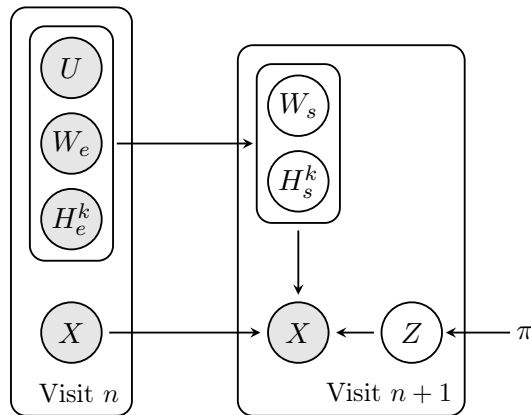 U
W_e
H_e^k
X
Visit n
W_s
H_s^k
X
Z
π
Visit n + 1